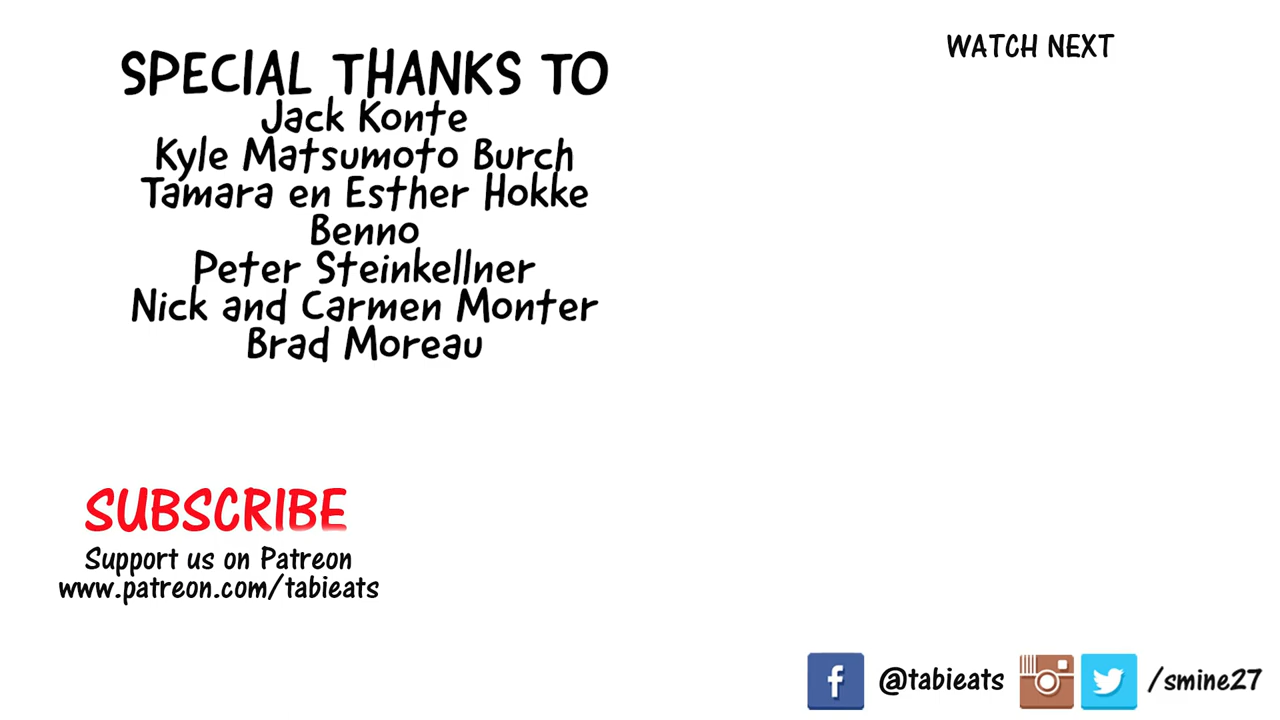 SPECIAL THANKS TO
Jack Konte
Kyle Matsumoto Burch
Tamara en Esther Hokke
Benno
Peter Steinkellner
Nick and Carmen Monter
Brad Moreau
WATCH NEXT
SUBSCRIBE
Support us on Patreon
www.patreon.com/tabieats
@tabieats
/smine27